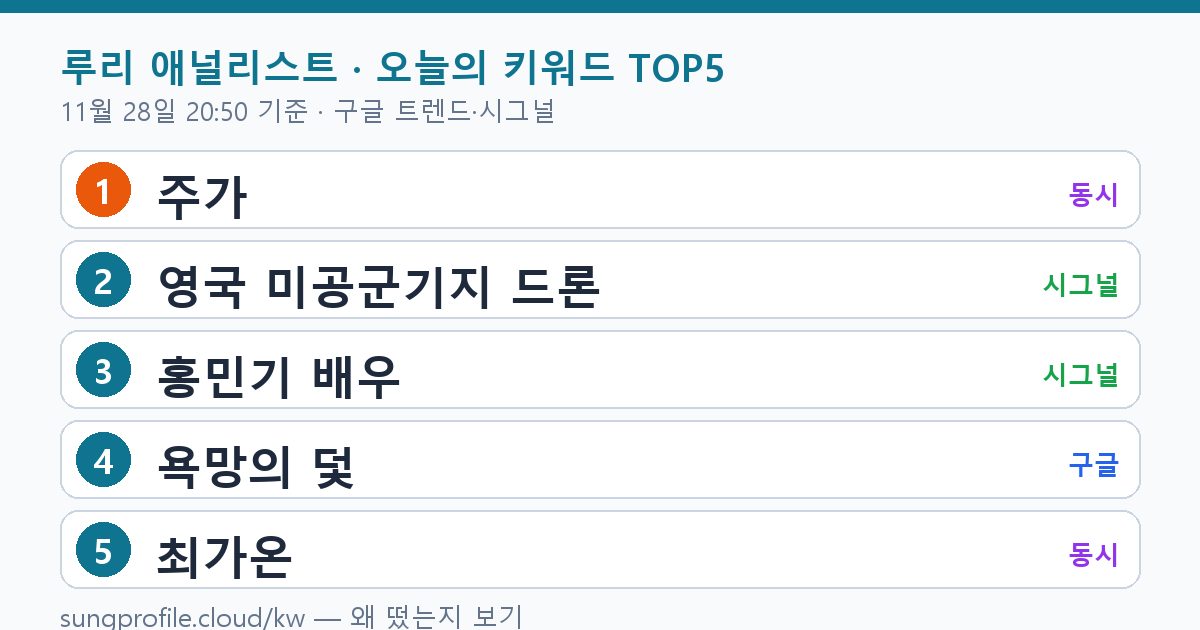 루리 애널리스트 · 오늘의 키워드 TOP5
11월 28일 20:50 기준 · 구글 트렌드·시그널
1 주가 동시
2 영국 미공군기지 드론 시그널
3 홍민기 배우 시그널
4 욕망의 덫 구글
5 최가온 동시
sungprofile.cloud/kw — 왜 떴는지 보기